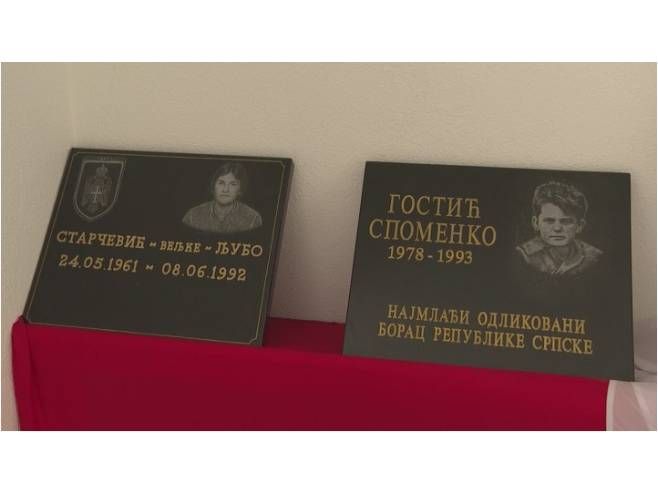 СТАРЧЕВИЋ ~ ВЕЉКЕ ~ ЉУБО
24.05.1961 ~ 08.06.1992
ГОСТИЋ
СПОМЕНКО
1978 - 1993
НАЈМЛАЂИ ОДЛИКОВАНИ
БОРАЦ РЕПУБЛИКЕ СРПСКЕ